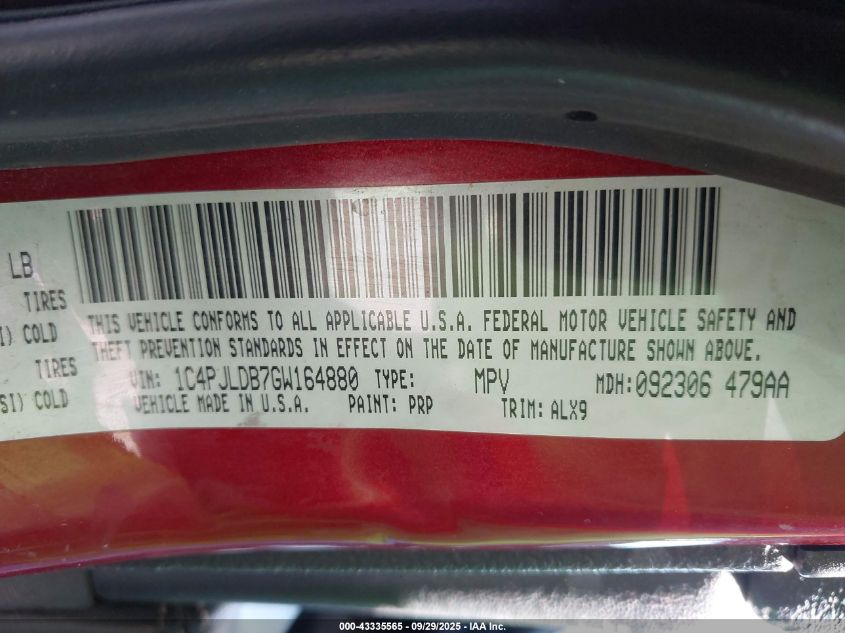 LB
TIRES
I) COLD
TIRES
SI) COLD
THIS VEHICLE CONFORMS TO ALL APPLICABLE U.S.A. FEDERAL MOTOR VEHICLE SAFETY AND
THEFT PREVENTION STANDARDS IN EFFECT ON THE DATE OF MANUFACTURE SHOWN ABOVE.
VIN: 1C4PJLDB7GW164880 TYPE: MPV MDH:092306 479AA
VEHICLE MADE IN U.S.A. PAINT: PRP TRIM: ALX9
000-43335565 - 09/29/2025 - IAA Inc.